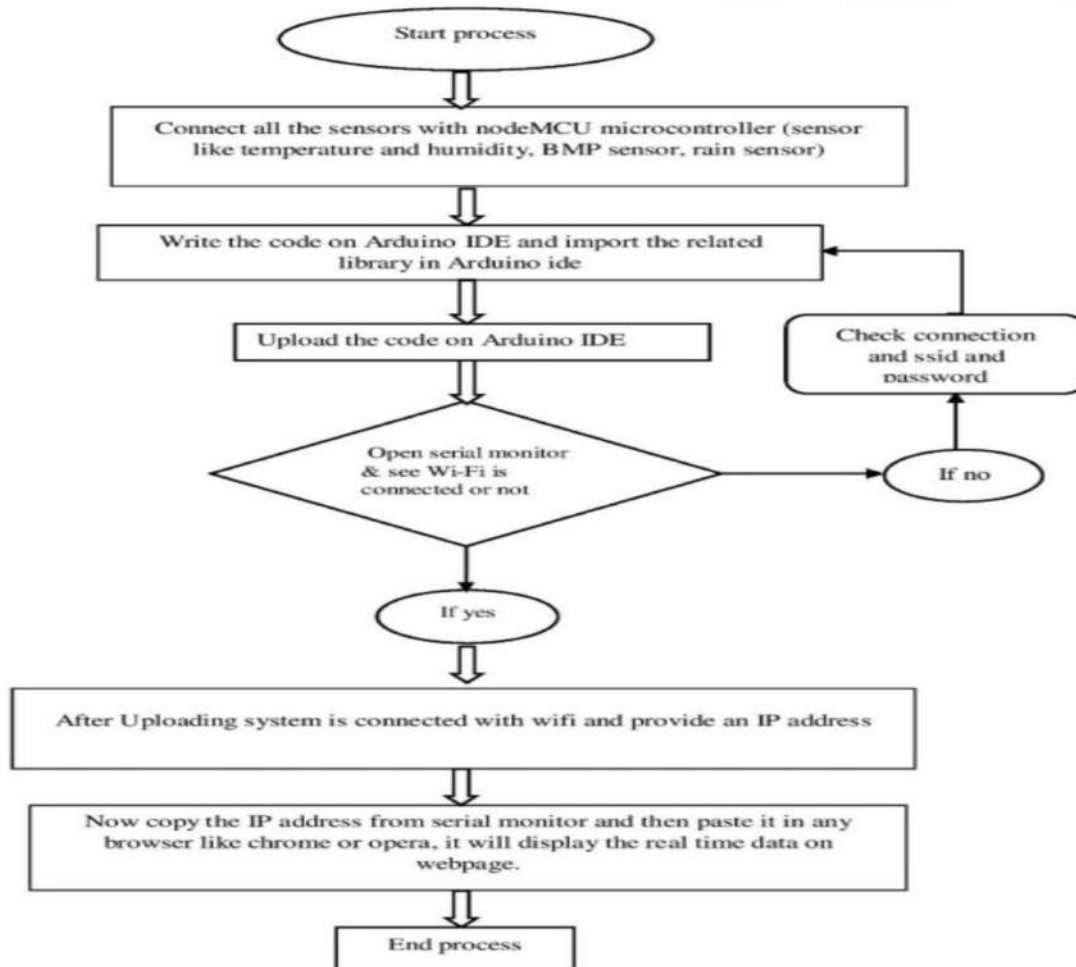 Start process
Connect all the sensors with nodeMCU microcontroller (sensor
like temperature and humidity, BMP sensor, rain sensor)
Write the code on Arduino IDE and import the related
library in Arduino ide
Upload the code on Arduino IDE
Check connection
and ssid and
password
Open serial monitor
& see Wi-Fi is
connected or not
If no
If yes
After Uploading system is connected with wifi and provide an IP address
Now copy the IP address from serial monitor and then paste it in any
browser like chrome or opera, it will display the real time data on
webpage.
End process